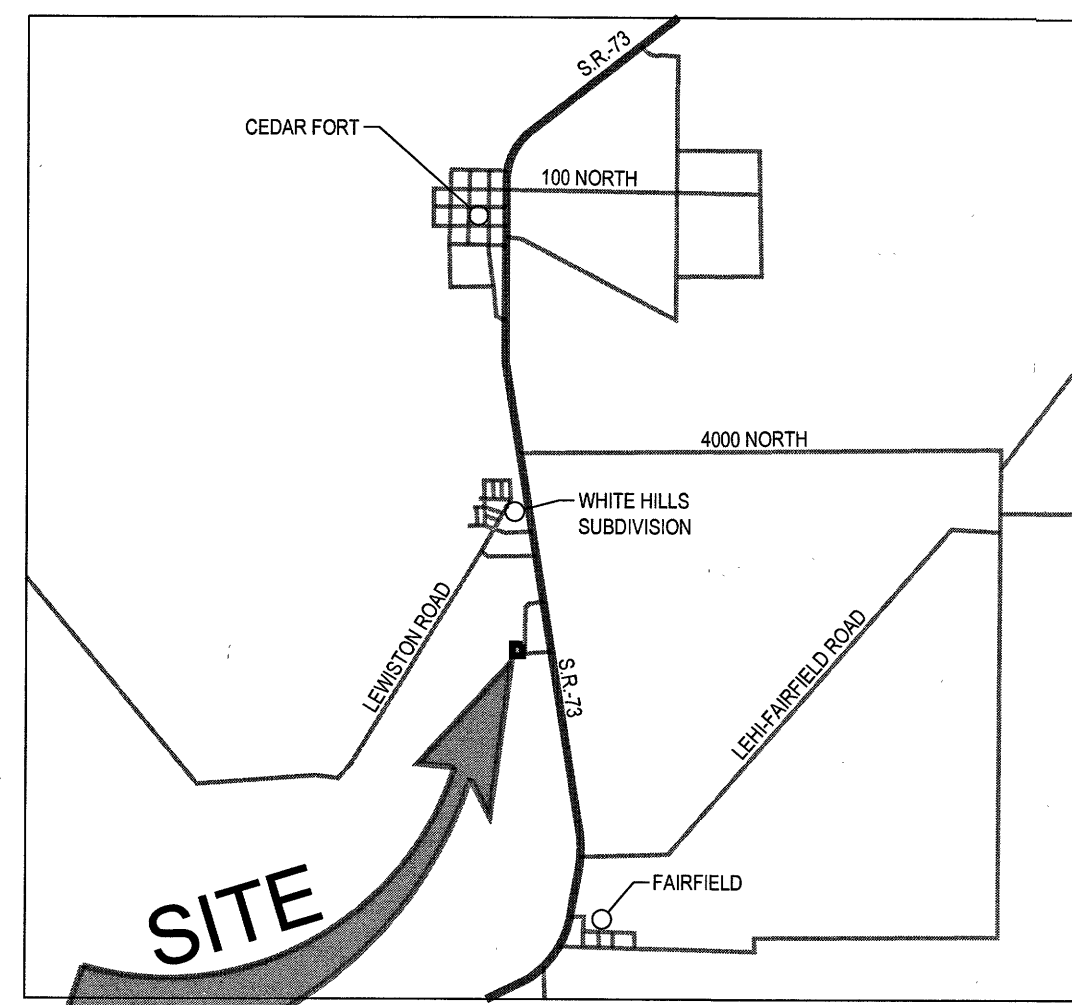 S.R.-73
CEDAR FORT
100 NORTH
4000 NORTH
WHITE HILLS
SUBDIVISION
LEWISTON ROAD
S.R.-73
LEHI-FAIRFIELD ROAD
SITE
FAIRFIELD